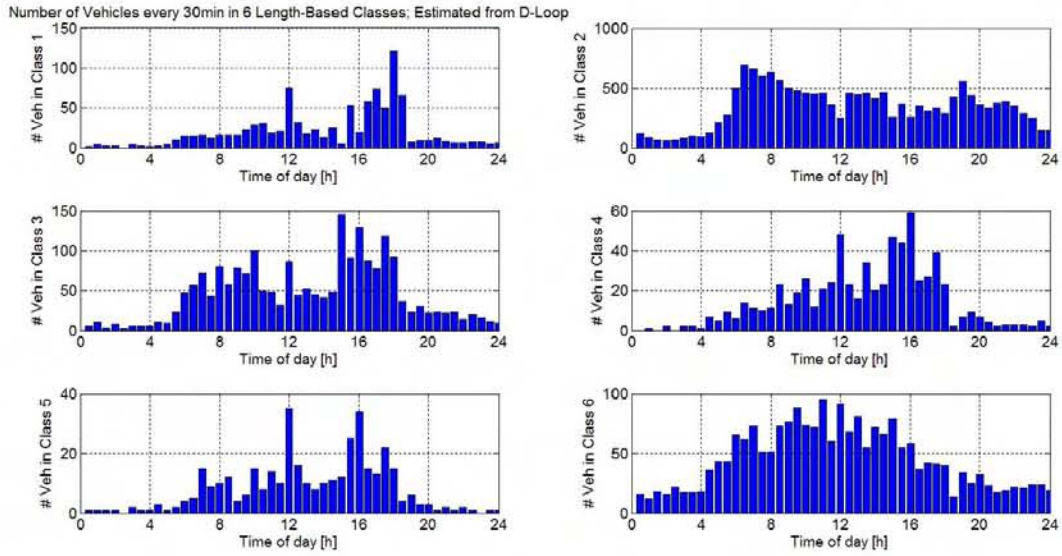 Number of Vehicles every 30min in 6 Length-Based Classes; Estimated from D-Loop
# Veh in Class 1
150
100
50
0
0 4 8 12 16 20 24
Time of day [h]
# Veh in Class 2
1000
500
0
0 4 8 12 16 20 24
Time of day [h]
# Veh in Class 3
150
100
50
0
0 4 8 12 16 20 24
Time of day [h]
# Veh in Class 4
60
40
20
0
0 4 8 12 16 20 24
Time of day [h]
# Veh in Class 5
40
20
0
0 4 8 12 16 20 24
Time of day [h]
# Veh in Class 6
100
50
0
0 4 8 12 16 20 24
Time of day [h]